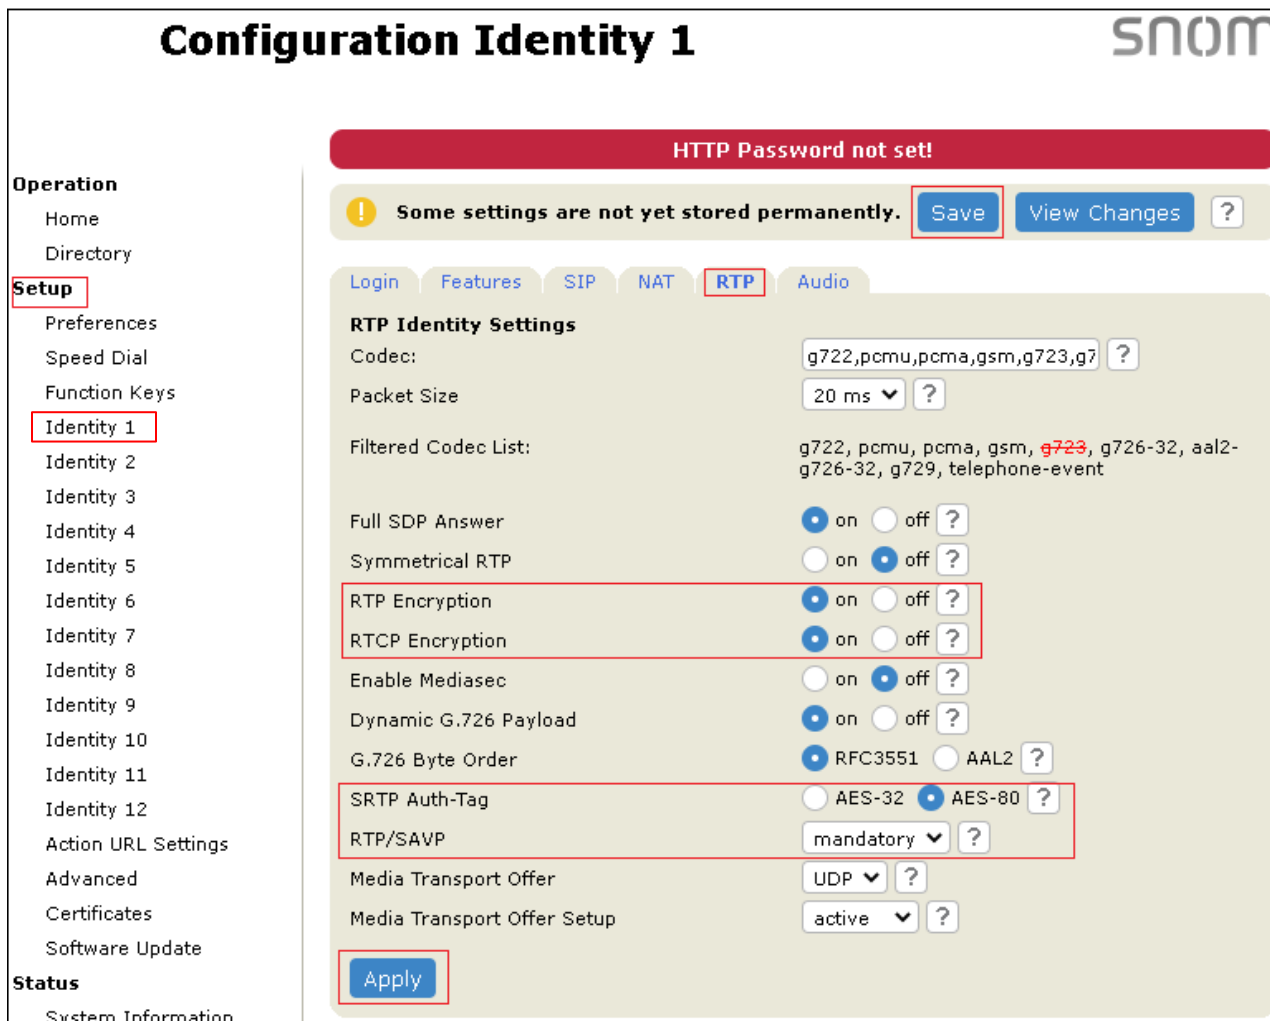 Configuration Identity 1
snom
HTTP Password not set!
Operation
Home
Directory
Setup
Preferences
Speed Dial
Function Keys
Identity 1
Identity 2
Identity 3
Identity 4
Identity 5
Identity 6
Identity 7
Identity 8
Identity 9
Identity 10
Identity 11
Identity 12
Action URL Settings
Advanced
Certificates
Software Update
Status
System Information
! Some settings are not yet stored permanently. Save View Changes ?
Login Features SIP NAT RTP Audio
RTP Identity Settings
Codec: g722,pcmu,pcma,gsm,g723,g7 ?
Packet Size 20 ms ?
Filtered Codec List: g722, pcmu, pcma, gsm, g723, g726-32, aal2-
g726-32, g729, telephone-event
Full SDP Answer on off ?
Symmetrical RTP on off ?
RTP Encryption on off ?
RTCP Encryption on off ?
Enable Mediasec on off ?
Dynamic G.726 Payload on off ?
G.726 Byte Order RFC3551 AAL2 ?
SRTP Auth-Tag AES-32 AES-80 ?
RTP/SAVP mandatory ?
Media Transport Offer UDP ?
Media Transport Offer Setup active ?
Apply